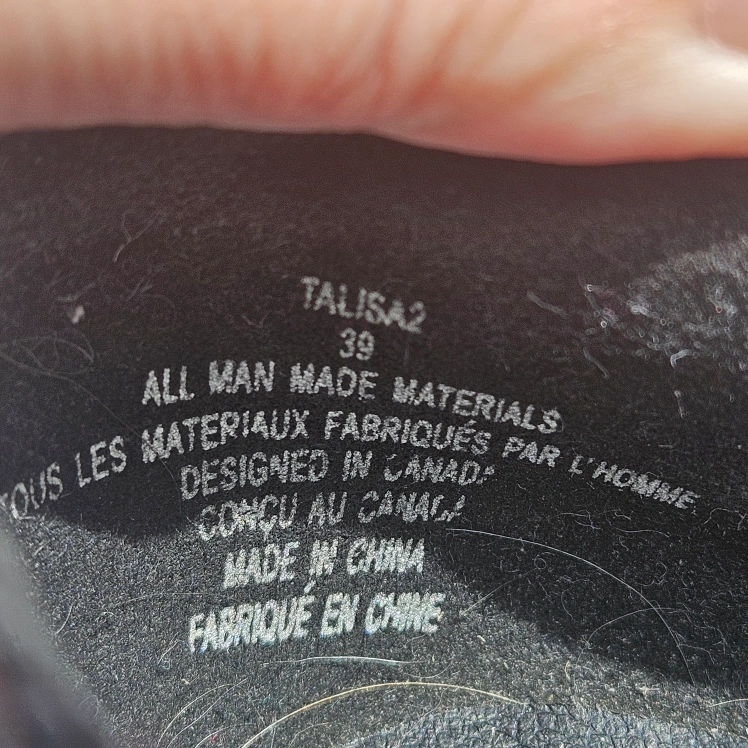 TALISA2
39
ALL MAN MADE MATERIALS
TOUS LES MATERIAUX FABRIQUÉS PAR L'HOMME
DESIGNED IN CANADA
CONÇU AU CANADA
MADE IN CHINA
FABRIQUÉ EN CHINE